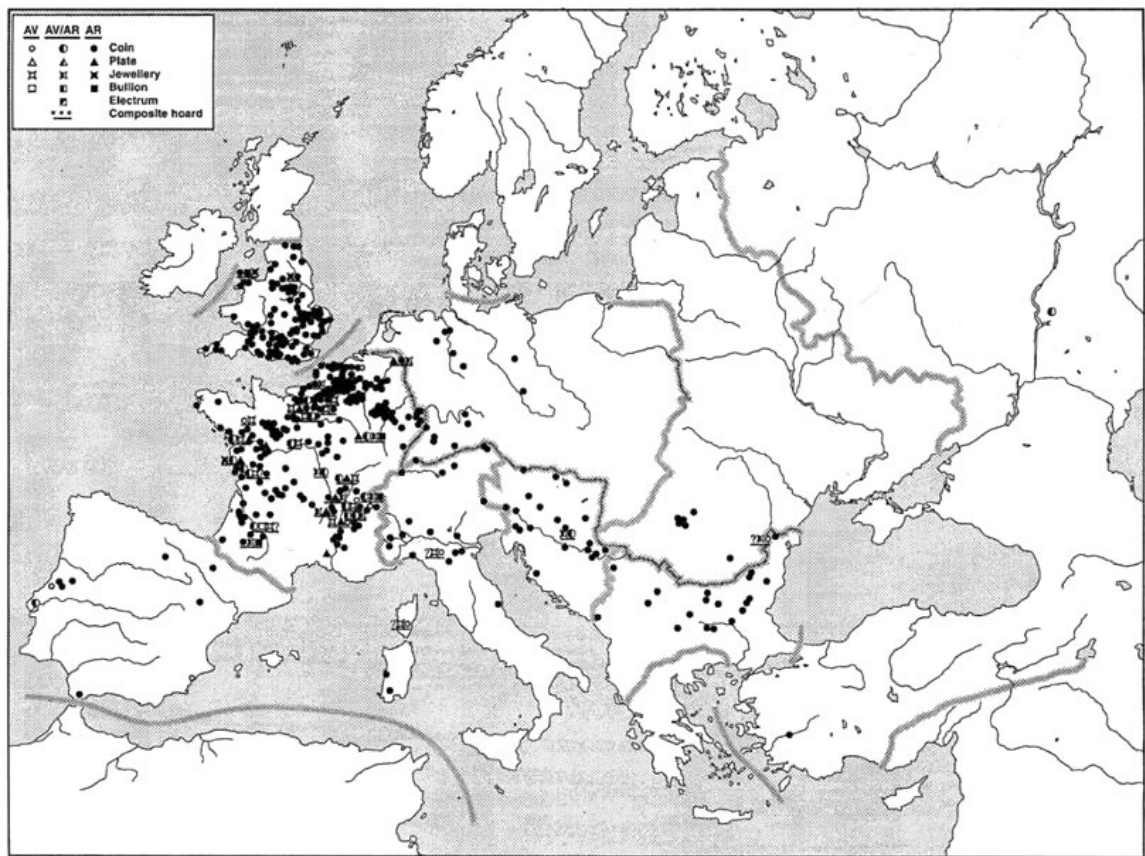 AV AV/AR AR
Coin
Plate
Jewellery
Bullion
Electrum
Composite hoard